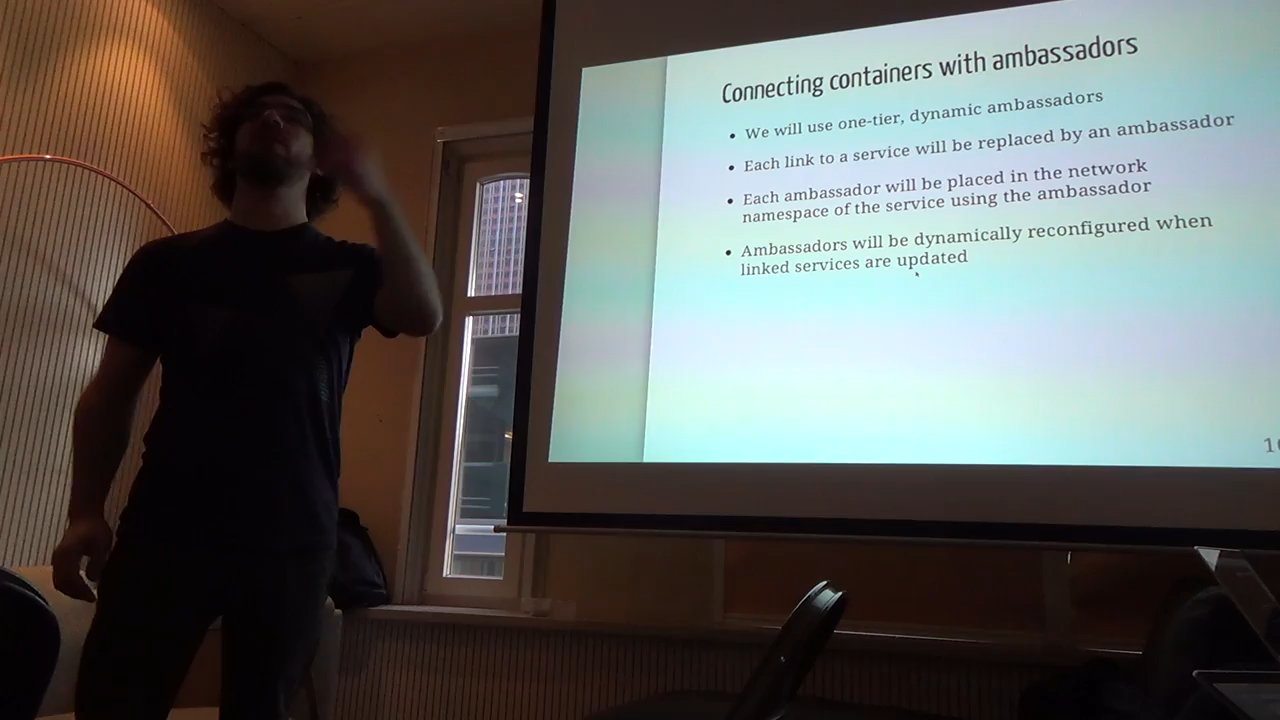 Connecting containers with ambassadors
• We will use one-tier, dynamic ambassadors
• Each link to a service will be replaced by an ambassador
• Each ambassador will be placed in the network
namespace of the service using the ambassador
• Ambassadors will be dynamically reconfigured when
linked services are updated